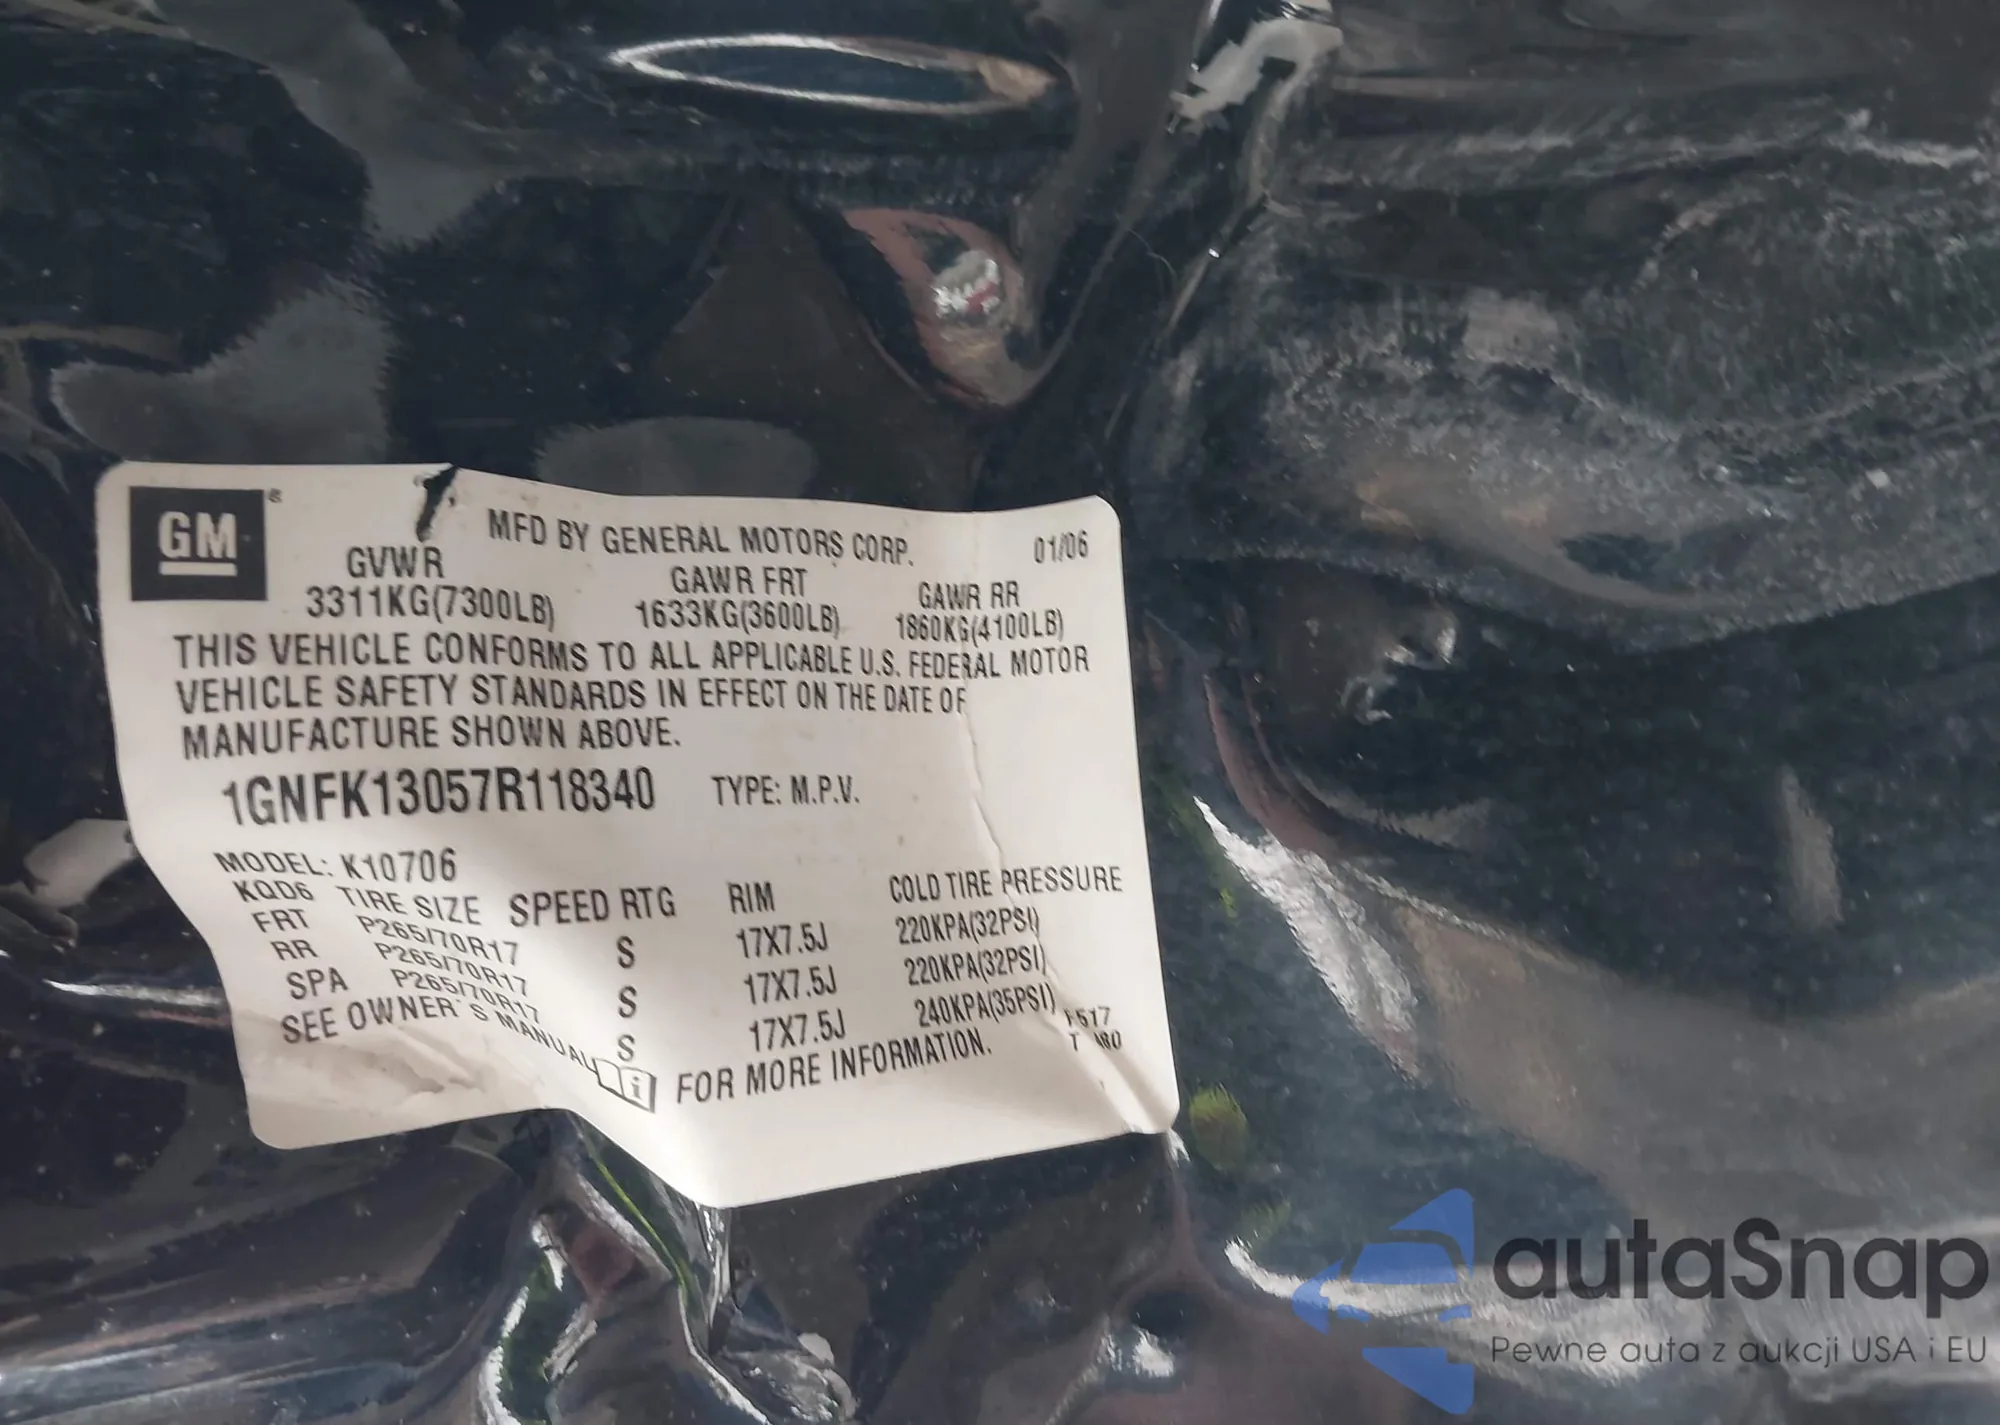 GM®
MFD BY GENERAL MOTORS CORP. 01/06
GVWR GAWR FRT GAWR RR
3311KG(7300LB) 1633KG(3600LB) 1860KG(4100LB)
THIS VEHICLE CONFORMS TO ALL APPLICABLE U.S. FEDERAL MOTOR
VEHICLE SAFETY STANDARDS IN EFFECT ON THE DATE OF
MANUFACTURE SHOWN ABOVE.
1GNFK13057R118340 TYPE: M.P.V.
MODEL: K10706
KQD6 TIRE SIZE SPEED RTG RIM COLD TIRE PRESSURE
FRT P265/70R17 S 17X7.5J 220KPA(32PSI)
RR P265/70R17 S 17X7.5J 220KPA(32PSI)
SPA P265/70R17 S 17X7.5J 240KPA(35PSI)
SEE OWNER'S MANUAL i FOR MORE INFORMATION.
autaSnap
Pewne auta z aukcji USA i EU